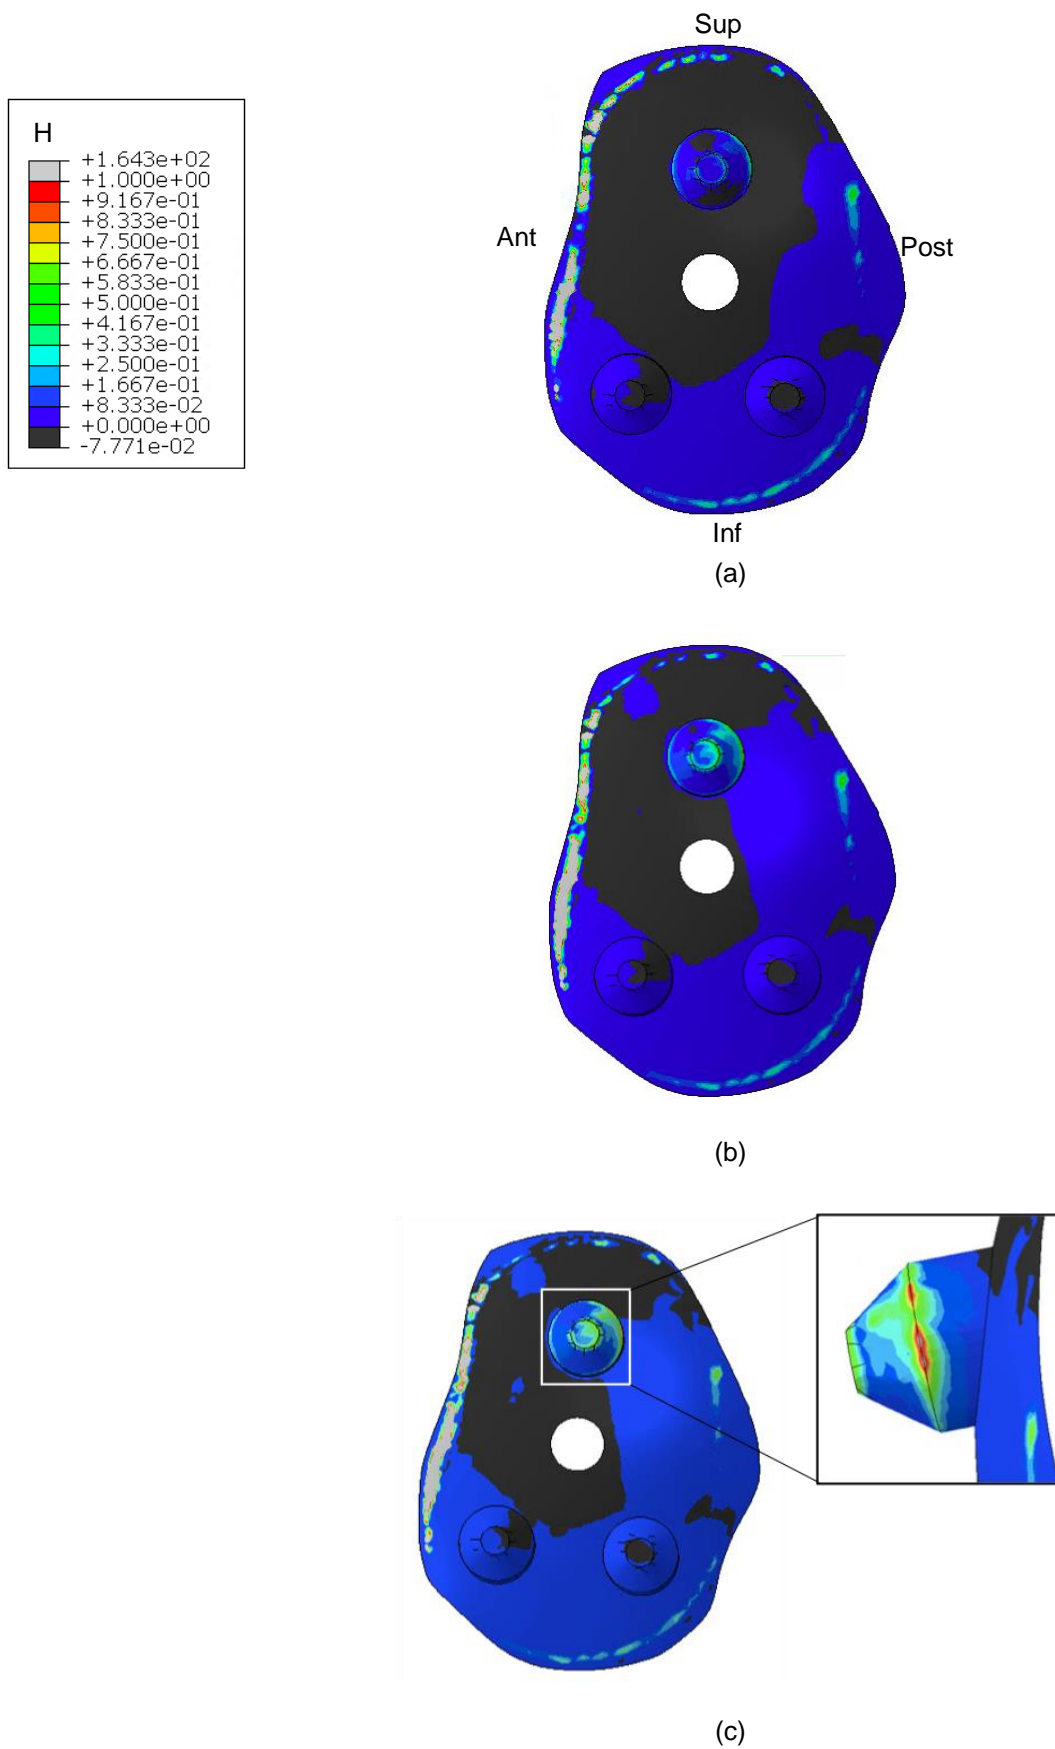 Sup
H
+1.643e+02
+1.000e+00
+9.167e-01
+8.333e-01
+7.500e-01
+6.667e-01
+5.833e-01
+5.000e-01
+4.167e-01
+3.333e-01
+2.500e-01
+1.667e-01
+8.333e-02
+0.000e+00
-7.771e-02
Ant
Post
Inf
(a)
(b)
(c)